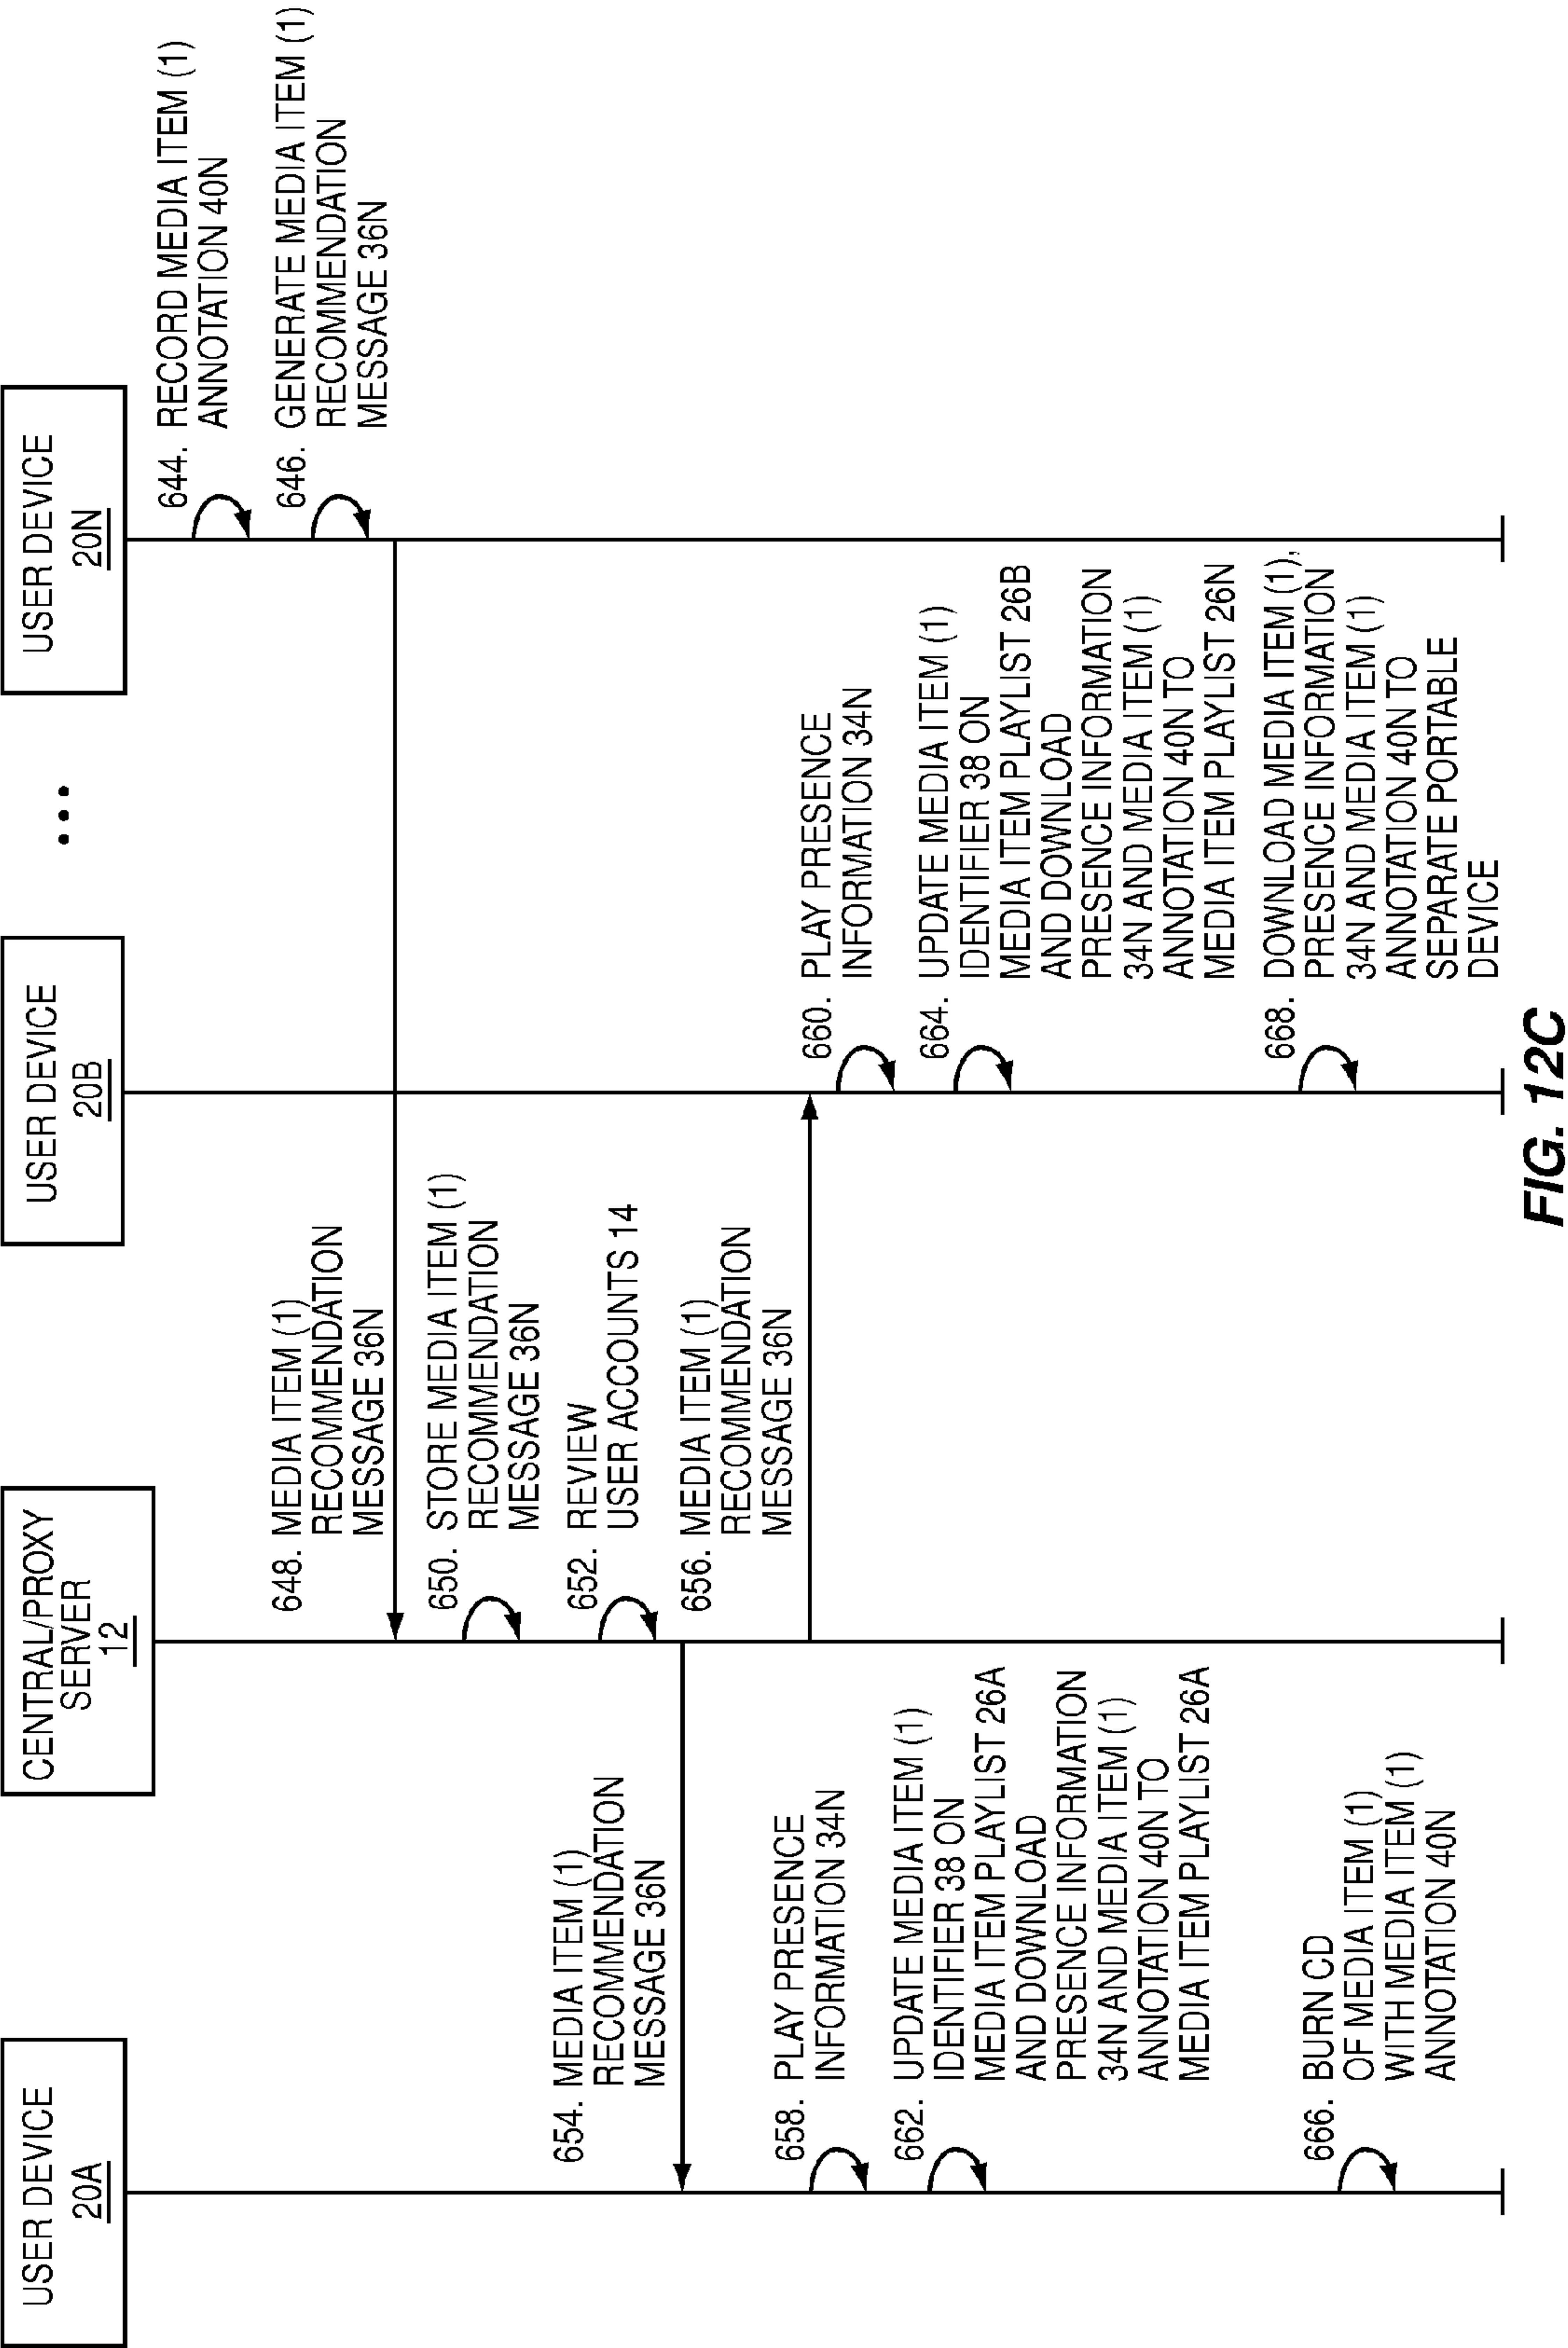 USER DEVICE
20A
CENTRAL/PROXY
SERVER
12
USER DEVICE
20B
...
USER DEVICE
20N
644. RECORD MEDIA ITEM (1)
ANNOTATION 40N
646. GENERATE MEDIA ITEM (1)
RECOMMENDATION
MESSAGE 36N
648. MEDIA ITEM (1)
RECOMMENDATION
MESSAGE 36N
650. STORE MEDIA ITEM (1)
RECOMMENDATION
MESSAGE 36N
652. REVIEW
USER ACCOUNTS 14
654. MEDIA ITEM (1)
RECOMMENDATION
MESSAGE 36N
656. MEDIA ITEM (1)
RECOMMENDATION
MESSAGE 36N
658. PLAY PRESENCE
INFORMATION 34N
660. PLAY PRESENCE
INFORMATION 34N
662. UPDATE MEDIA ITEM (1)
IDENTIFIER 38 ON
MEDIA ITEM PLAYLIST 26A
AND DOWNLOAD
PRESENCE INFORMATION
34N AND MEDIA ITEM (1)
ANNOTATION 40N TO
MEDIA ITEM PLAYLIST 26A
664. UPDATE MEDIA ITEM (1)
IDENTIFIER 38 ON
MEDIA ITEM PLAYLIST 26B
AND DOWNLOAD
PRESENCE INFORMATION
34N AND MEDIA ITEM (1)
ANNOTATION 40N TO
MEDIA ITEM PLAYLIST 26N
666. BURN CD
OF MEDIA ITEM (1)
WITH MEDIA ITEM (1)
ANNOTATION 40N
668. DOWNLOAD MEDIA ITEM (1),
PRESENCE INFORMATION
34N AND MEDIA ITEM (1)
ANNOTATION 40N TO
SEPARATE PORTABLE
DEVICE
FIG. 12C